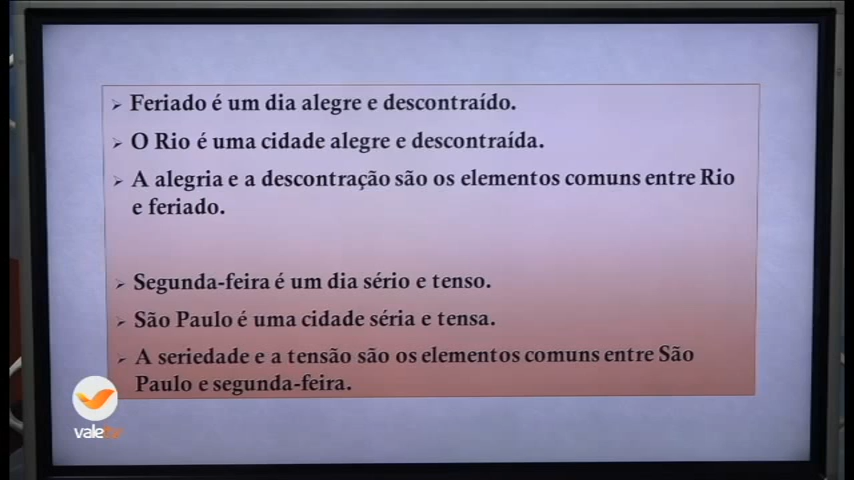 Feriado é um dia alegre e descontraído.
O Rio é uma cidade alegre e descontraída.
A alegria e a descontração são os elementos comuns entre Rio
e feriado.
Segunda-feira é um dia sério e tenso.
São Paulo é uma cidade séria e tensa.
A seriedade e a tensão são os elementos comuns entre São
Paulo e segunda-feira.
vale